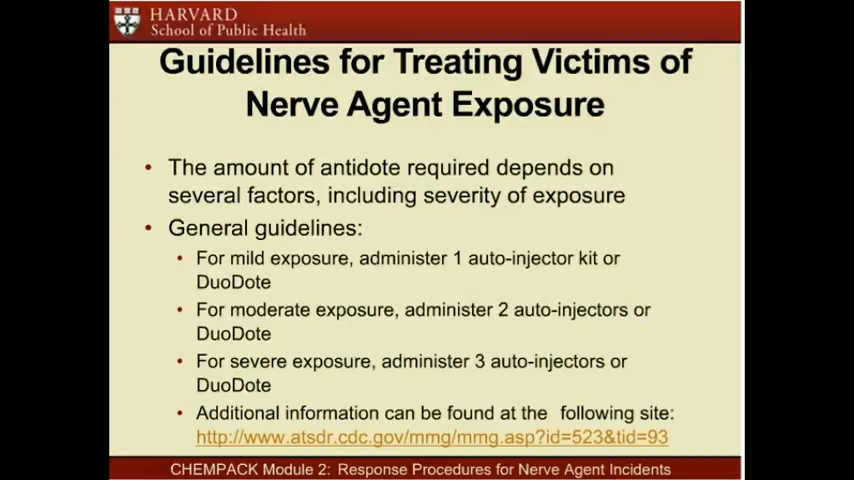 HARVARD
School of Public Health
Guidelines for Treating Victims of
Nerve Agent Exposure
• The amount of antidote required depends on
several factors, including severity of exposure
• General guidelines:
• For mild exposure, administer 1 auto-injector kit or
DuoDote
• For moderate exposure, administer 2 auto-injectors or
DuoDote
• For severe exposure, administer 3 auto-injectors or
DuoDote
• Additional information can be found at the following site:
http://www.atsdr.cdc.gov/mmg/mmg.asp?id=523&tid=93
CHEMPACK Module 2: Response Procedures for Nerve Agent Incidents